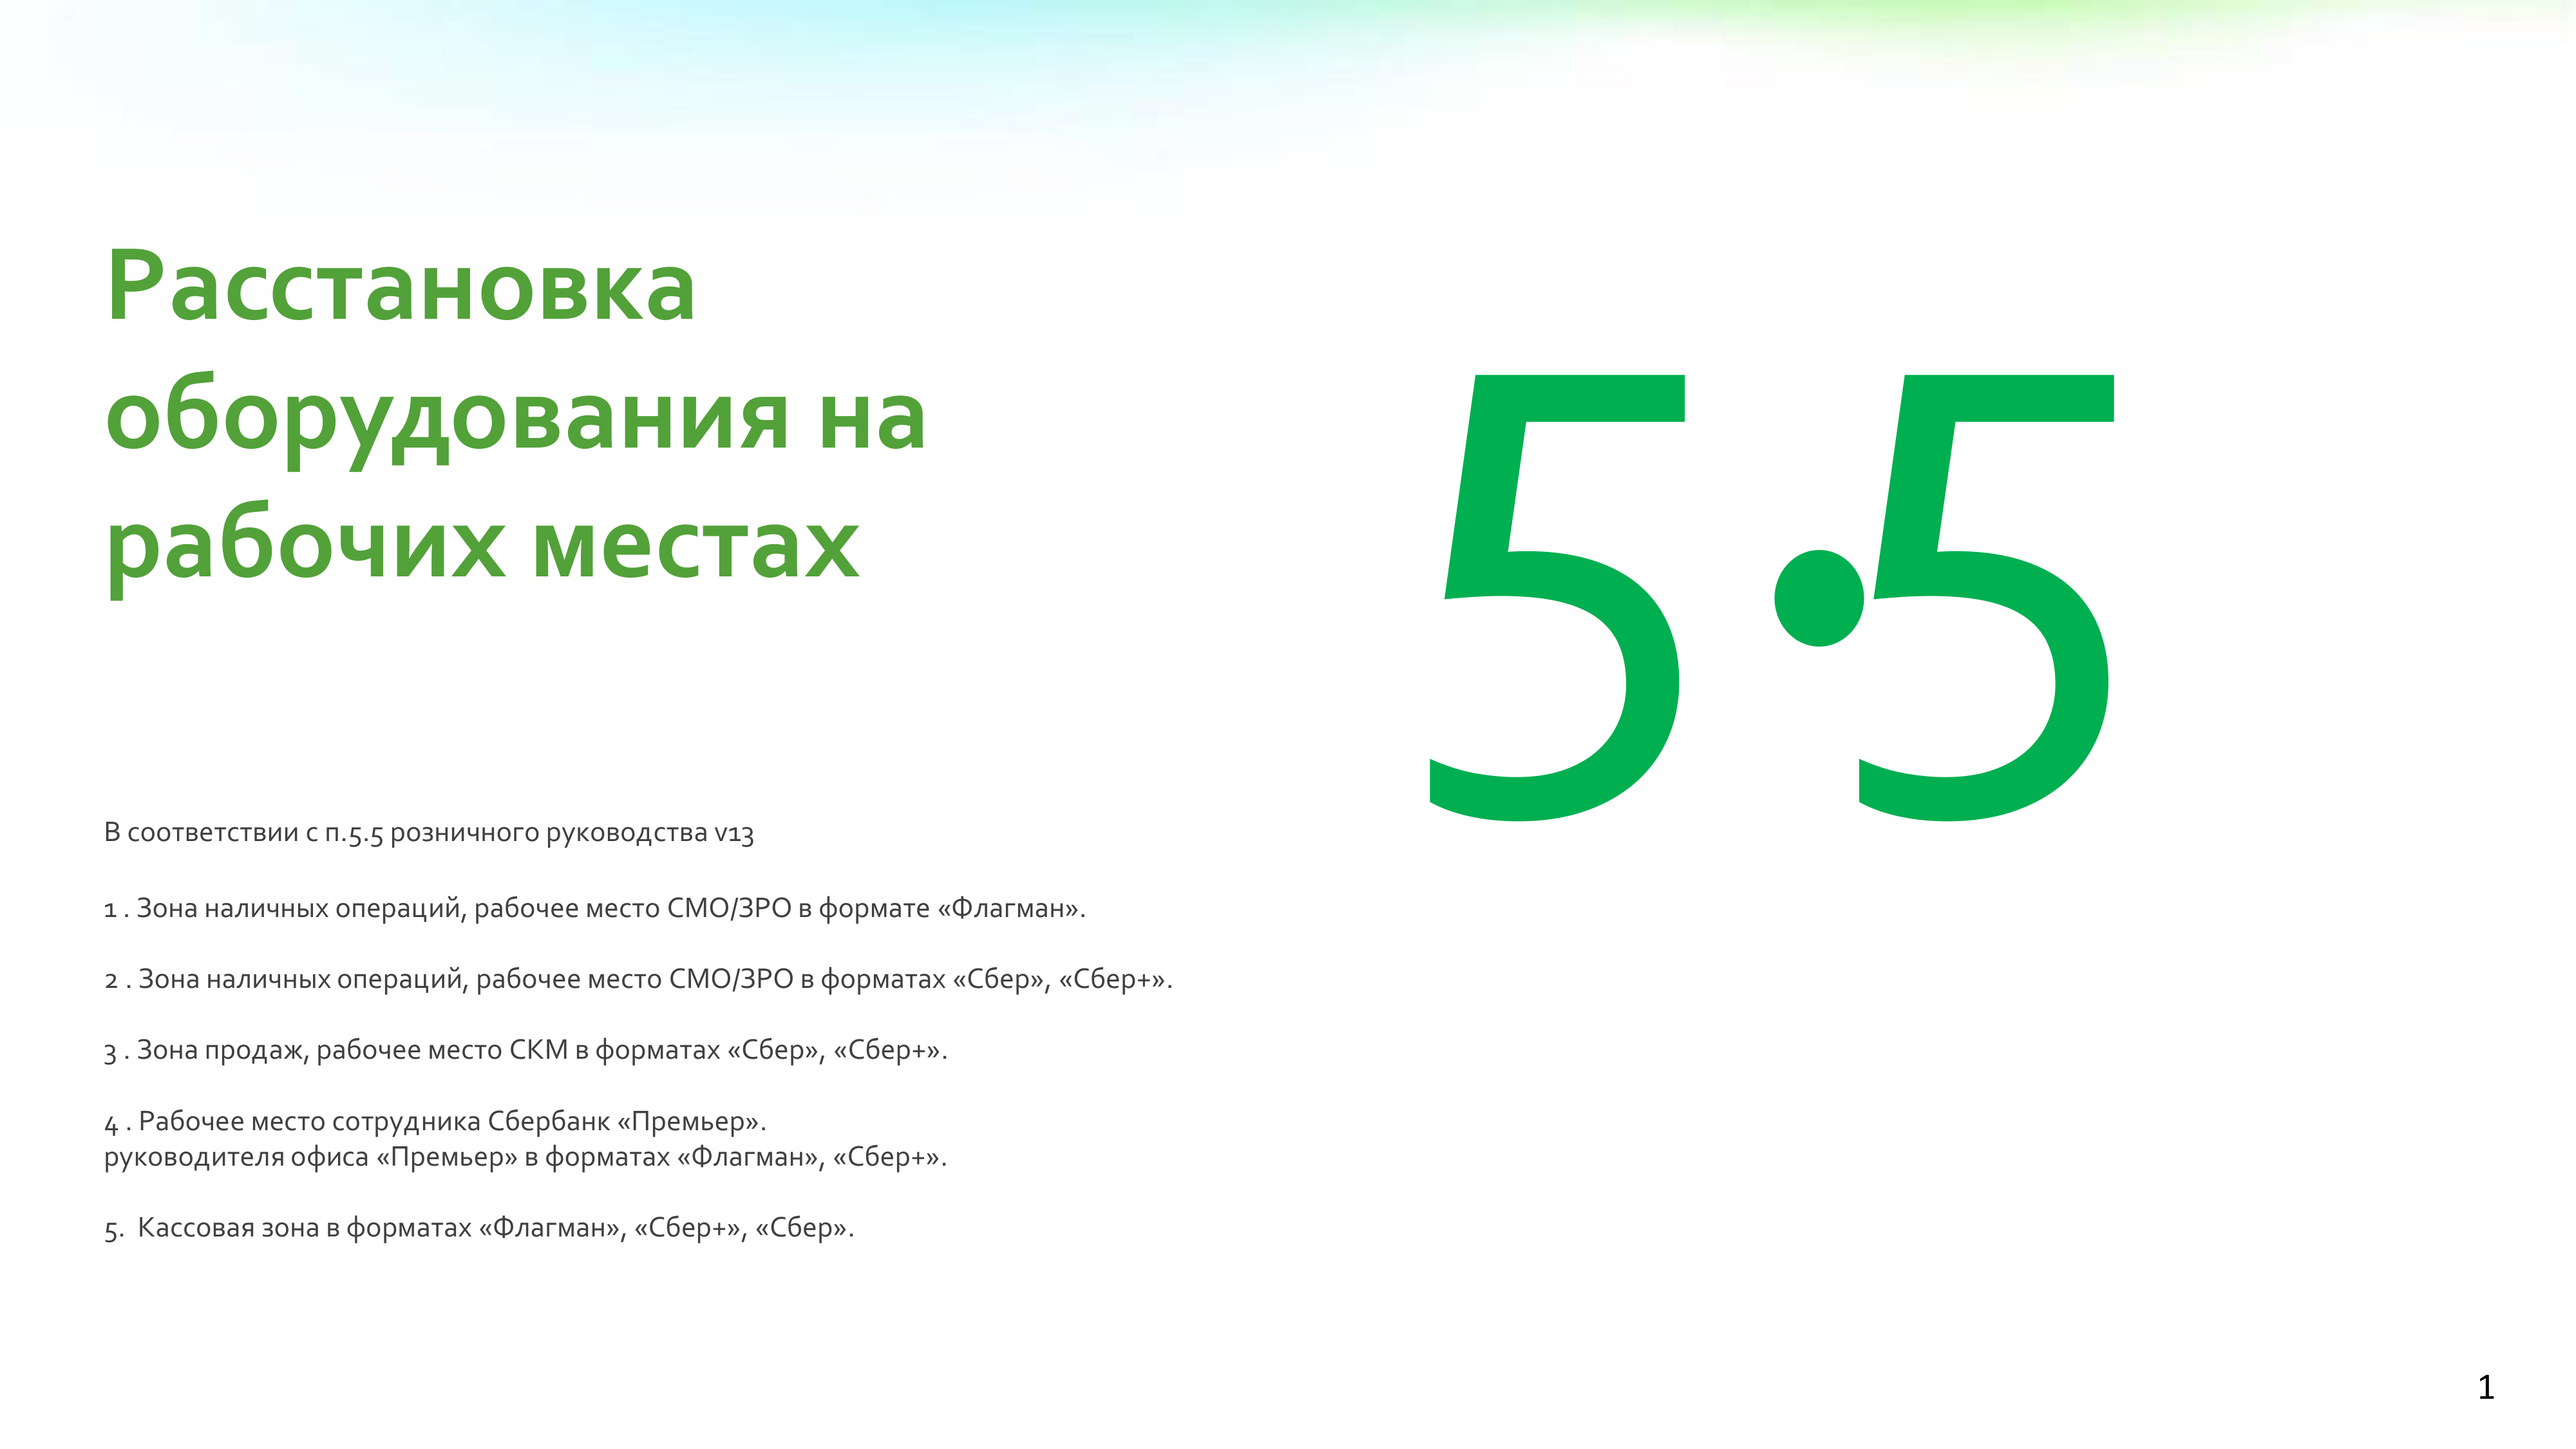 Расстановка
оборудования на
рабочих местах
5•5
В соответствии с п.5.5 розничного руководства v13
1 . Зона наличных операций, рабочее место СМО/ЗРО в формате «Флагман».
2 . Зона наличных операций, рабочее место СМО/ЗРО в форматах «Сбер», «Сбер+».
3 . Зона продаж, рабочее место СКМ в форматах «Сбер», «Сбер+».
4 . Рабочее место сотрудника Сбербанк «Премьер».
руководителя офиса «Премьер» в форматах «Флагман», «Сбер+».
5. Кассовая зона в форматах «Флагман», «Сбер+», «Сбер».
1